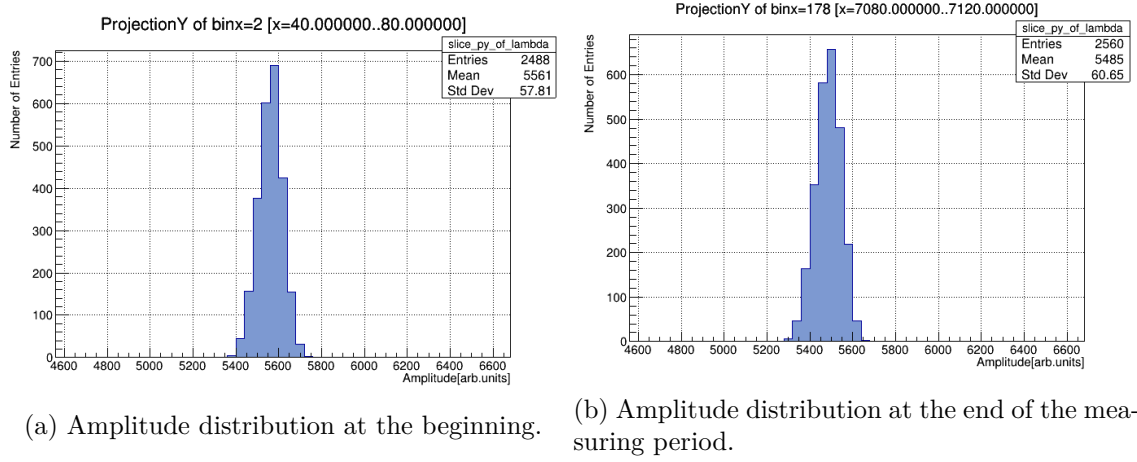 ProjectionY of binx=2 [x=40.000000..80.000000]
slice_py_of_lambda
Entries 2488
Mean 5561
Std Dev 57.81
Number of Entries
700
600
500
400
300
200
100
0
4600 4800 5000 5200 5400 5600 5800 6000 6200 6400 6600
Amplitude[arb.units]
(a) Amplitude distribution at the beginning.
ProjectionY of binx=178 [x=7080.000000..7120.000000]
slice_py_of_lambda
Entries 2560
Mean 5485
Std Dev 60.65
Number of Entries
600
500
400
300
200
100
0
4600 4800 5000 5200 5400 5600 5800 6000 6200 6400 6600
Amplitude[arb.units]
(b) Amplitude distribution at the end of the mea-
suring period.